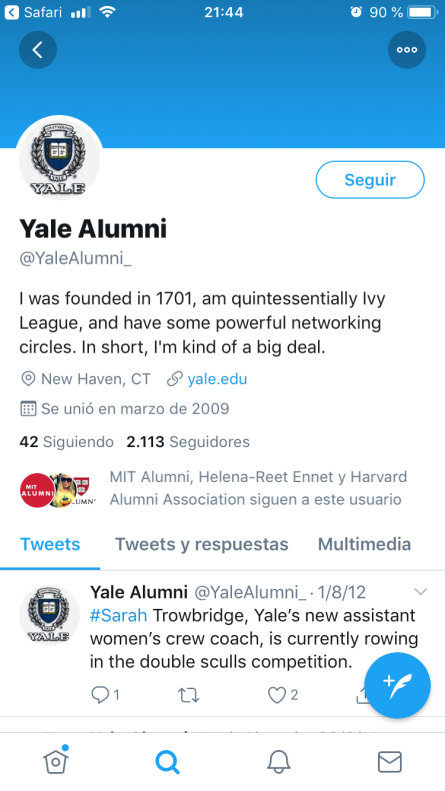 Safari 21:44 90 %
YALE
Seguir
Yale Alumni
@YaleAlumni_
I was founded in 1701, am quintessentially Ivy
League, and have some powerful networking
circles. In short, I'm kind of a big deal.
New Haven, CT yale.edu
Se unió en marzo de 2009
42 Siguiendo 2.113 Seguidores
MIT Alumni, Helena-Reet Ennet y Harvard
Alumni Association siguen a este usuario
MIT
ALUMNI
Tweets Tweets y respuestas Multimedia
Yale Alumni @YaleAlumni_ · 1/8/12
#Sarah Trowbridge, Yale’s new assistant
women’s crew coach, is currently rowing
in the double sculls competition.
YALE
1 2